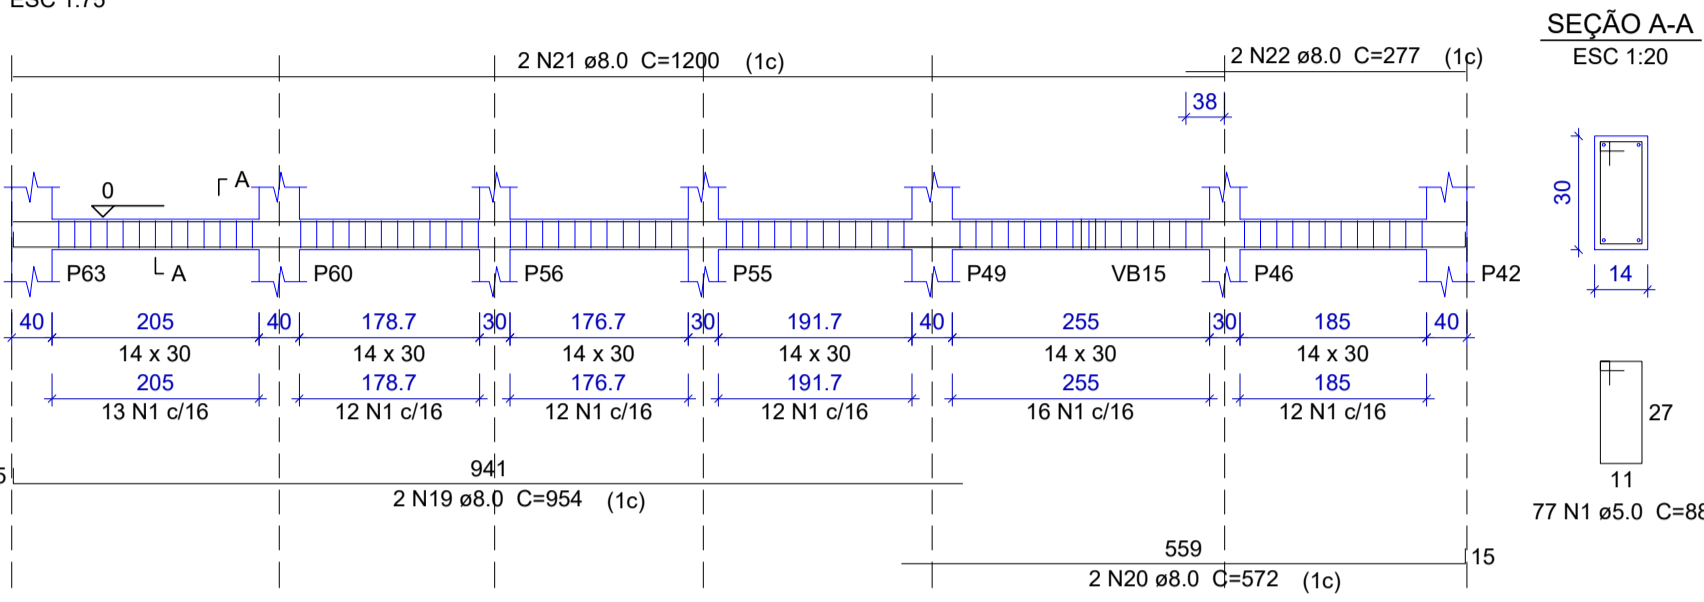 ESC 1:75
SEÇÃO A-A
ESC 1:20
2 N21 ø8.0 C=1200 (1c)
2 N22 ø8.0 C=277 (1c)
38
0
A
A
30
14
P63
P60
P56
P55
P49
VB15
P46
P42
40 205 40 178.7 30 176.7 30 191.7 40 255 30 185 40
14 x 30 14 x 30 14 x 30 14 x 30 14 x 30 14 x 30
205 178.7 176.7 191.7 255 185
13 N1 c/16 12 N1 c/16 12 N1 c/16 12 N1 c/16 16 N1 c/16 12 N1 c/16
27
11
77 N1 ø5.0 C=88
5 941
2 N19 ø8.0 C=954 (1c)
559 15
2 N20 ø8.0 C=572 (1c)